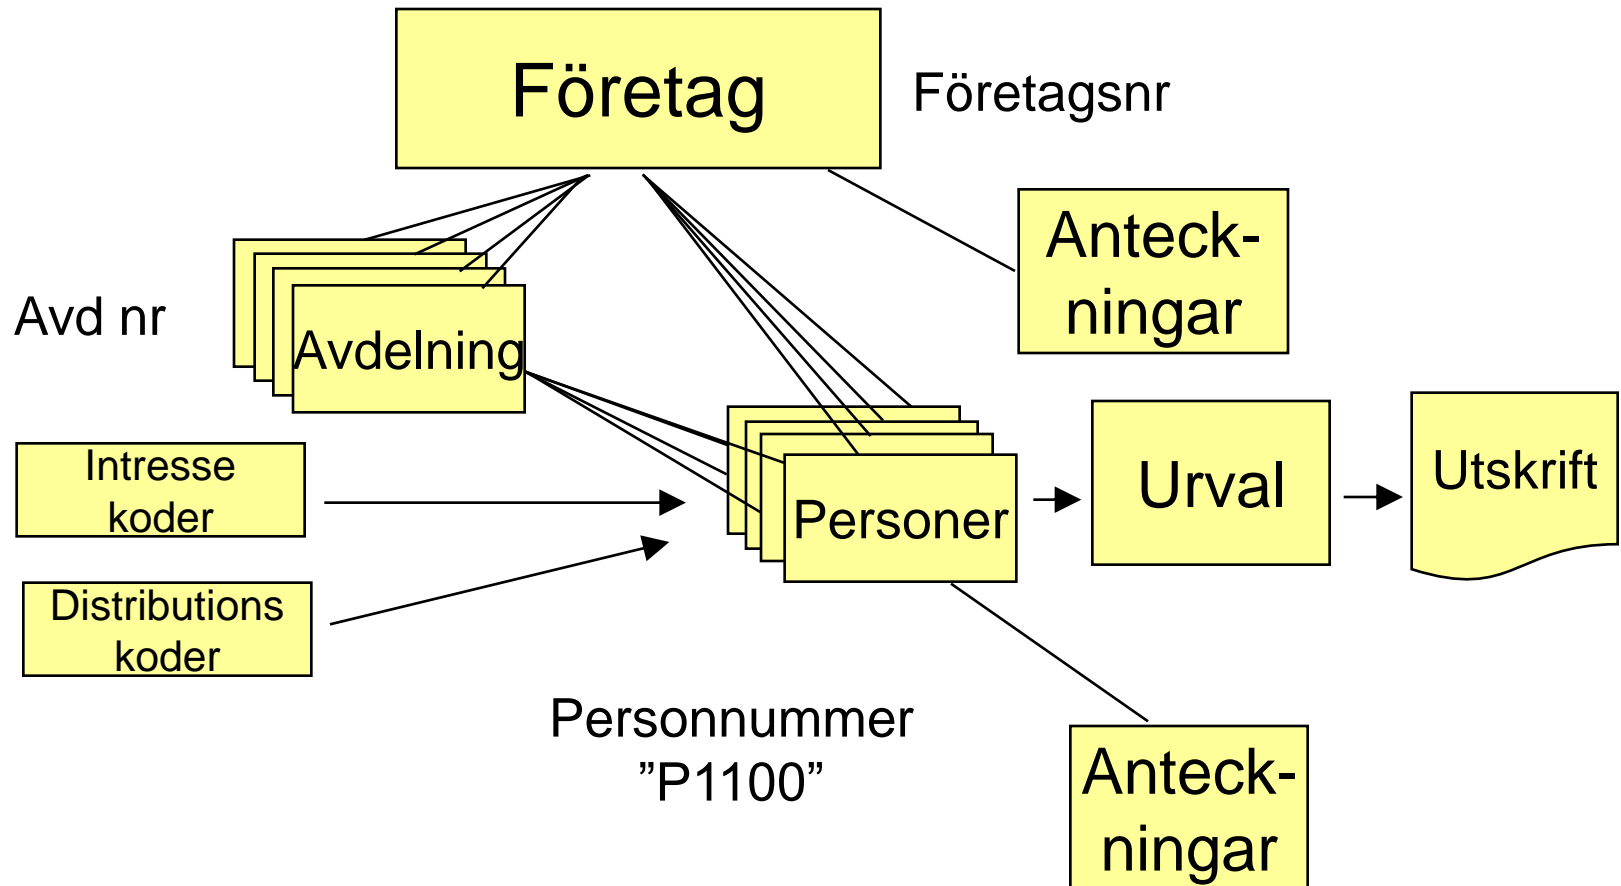 Företag
Företagsnr
Anteck-
ningar
Avd nr
Avdelning
Intresse
koder
Personer
Urval
Utskrift
Distributions
koder
Personnummer
”P1100”
Anteck-
ningar